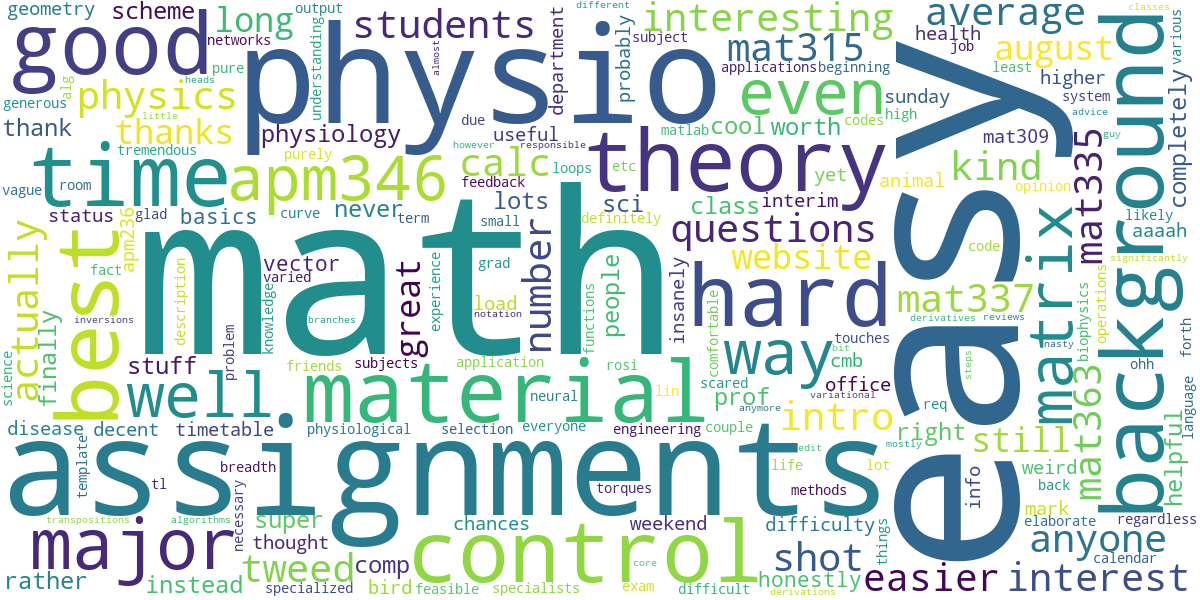 geometry
scheme
long
students
output
different
interesting
average
classes
good
networks
physio
almost
department
probably
subject
mat315
health
job
august
easy
various
pure
heads
understanding
applications
beginning
least
higher
background
generous
alg
physics
little
thank
thanks
physiology
due
useful
even
matlab
cool
worth
codes
sunday
high
system
advice
guy
mat309
completely
tremendous
purely
however
responsible
calc
loops
etc
theory
yet
animal
kind
opinion
mat335
time
vague
room
apm346
feedback
sci
class
interim
definitely
status
glad
curve
never
term
lots
small
basics
apm236
number
people
questions
website
code
matrix
likely
aaaah
significantly
actually
best
fact
description
vector
varied
math
great
experience
grad
load
notation
functions
insanely
hard
mat337
operations
biophysics
derivatives
reviews
nasty
forth
finally
inversions
knowledge
branches
problem
stuff
friends
subjects
application
rosi
scared
way
touches
cmb
bit
steps
ohh
science
well
material
neural
lin
comfortable
prof
office
variational
req
mat363
language
disease
decent
timetable
physiological
selection
everyone
engineering
couple
anymore
intro
right
still
edit
mostly
helpful
template
tl
breadth
assignments
torques
life
lot
methods
info
weird
back
mark
transpositions
algorithms
necessary
super
chances
weekend
difficulty
things
elaborate
regardless
major
thought
control
core
shot
anyone
calendar
rather
instead
tweed
comp
specialized
bird
feasible
specialists
exam
difficult
derivations
honestly
easier
interest